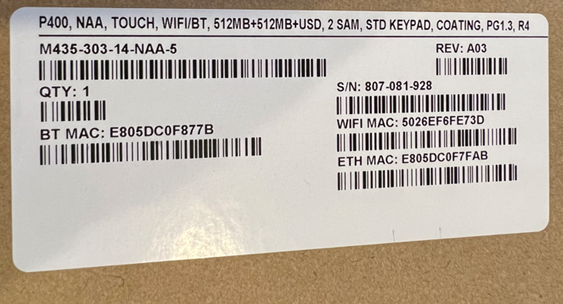 P400, NAA, TOUCH, WIFI/BT, 512MB+512MB+USD, 2 SAM, STD KEYPAD, COATING, PG1.3, R4
M435-303-14-NAA-5
REV: A03
QTY: 1
S/N: 807-081-928
WIFI MAC: 5026EF6FE73D
BT MAC: E805DC0F877B
ETH MAC: E805DC0F7FAB